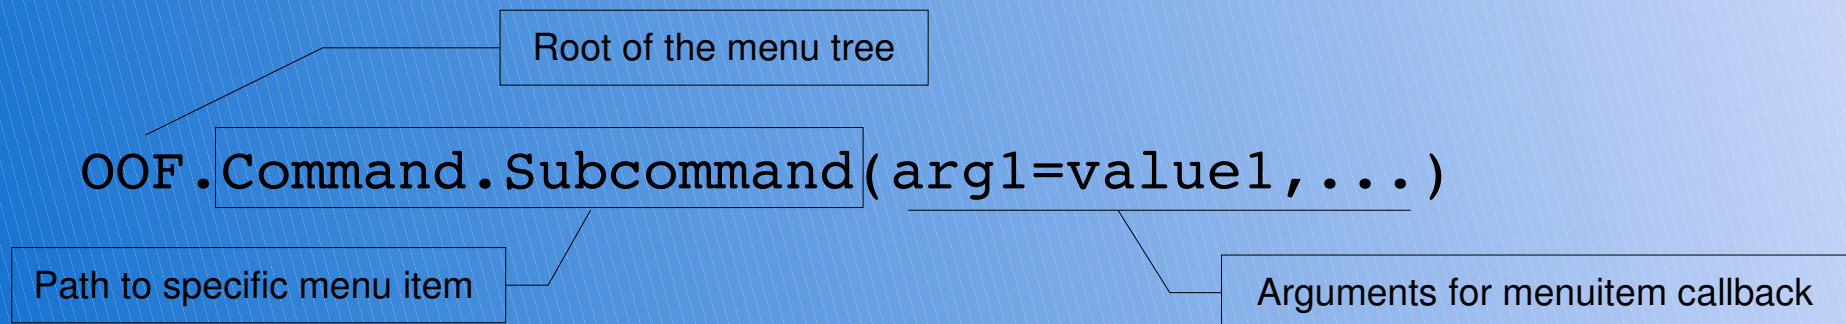 Root of the menu tree
OOF.Command.Subcommand(arg1=value1,...)
Path to specific menu item
Arguments for menuitem callback